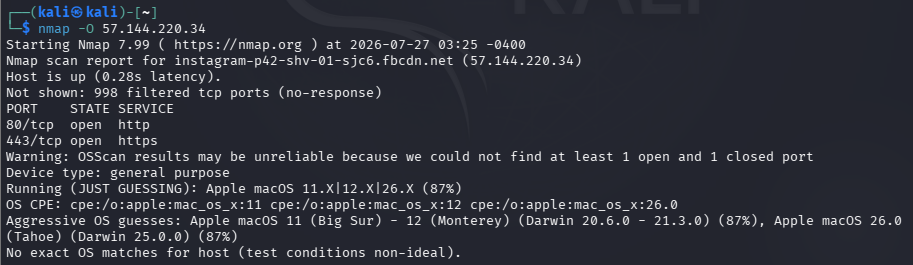 ┌──(kali㉿kali)-[~]
└─$ nmap -O 57.144.220.34
Starting Nmap 7.99 ( https://nmap.org ) at 2026-07-27 03:25 -0400
Nmap scan report for instagram-p42-shv-01-sjc6.fbcdn.net (57.144.220.34)
Host is up (0.28s latency).
Not shown: 998 filtered tcp ports (no-response)
PORT    STATE SERVICE
80/tcp  open  http
443/tcp open  https
Warning: OSScan results may be unreliable because we could not find at least 1 open and 1 closed port
Device type: general purpose
Running (JUST GUESSING): Apple macOS 11.X|12.X|26.X (87%)
OS CPE: cpe:/o:apple:mac_os_x:11 cpe:/o:apple:mac_os_x:12 cpe:/o:apple:mac_os_x:26.0
Aggressive OS guesses: Apple macOS 11 (Big Sur) - 12 (Monterey) (Darwin 20.6.0 - 21.3.0) (87%), Apple macOS 26.0
(Tahoe) (Darwin 25.0.0) (87%)
No exact OS matches for host (test conditions non-ideal).